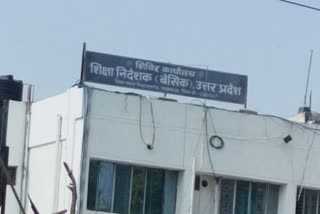 शिविर कार्यालय
शिक्षा निदेशक (बेसिक), उत्तर प्रदेश